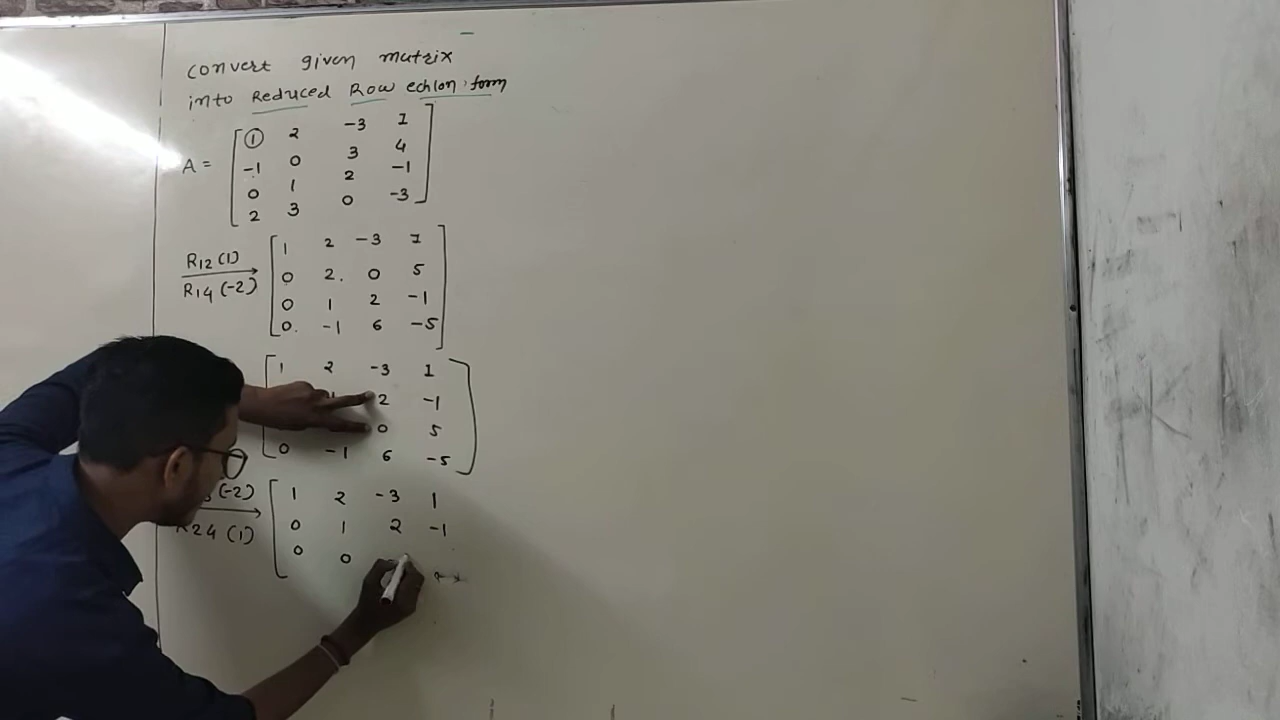 convert given matrix
into Reduced Row echlon form
A = [ 1 2 -3 1
-1 0 3 4
0 1 2 -1
2 3 0 -3 ]
R12 (1)
R14 (-2)
[ 1 2 -3 1
0 2. 0 5
0 1 2 -1
0. -1 6 -5 ]
[ 1 2 -3 1
2 -1
0 5
0 -1 6 -5 ]
(-2)
R24 (1)
[ 1 2 -3 1
0 1 2 -1
0 0